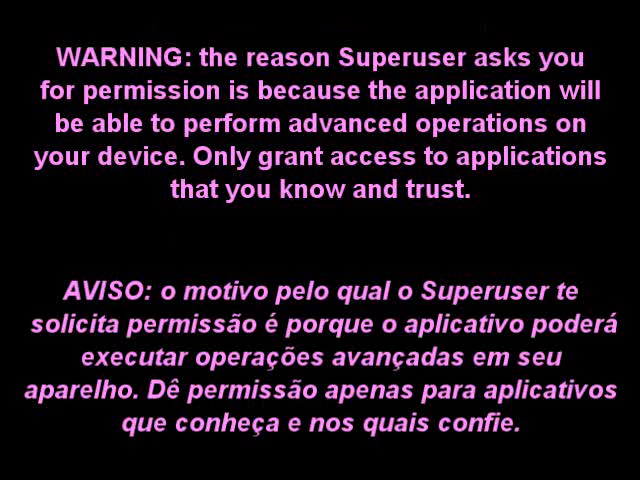 WARNING: the reason Superuser asks you
for permission is because the application will
be able to perform advanced operations on
your device. Only grant access to applications
that you know and trust.
AVISO: o motivo pelo qual o Superuser te
solicita permissão é porque o aplicativo poderá
executar operações avançadas em seu
aparelho. Dê permissão apenas para aplicativos
que conheça e nos quais confie.